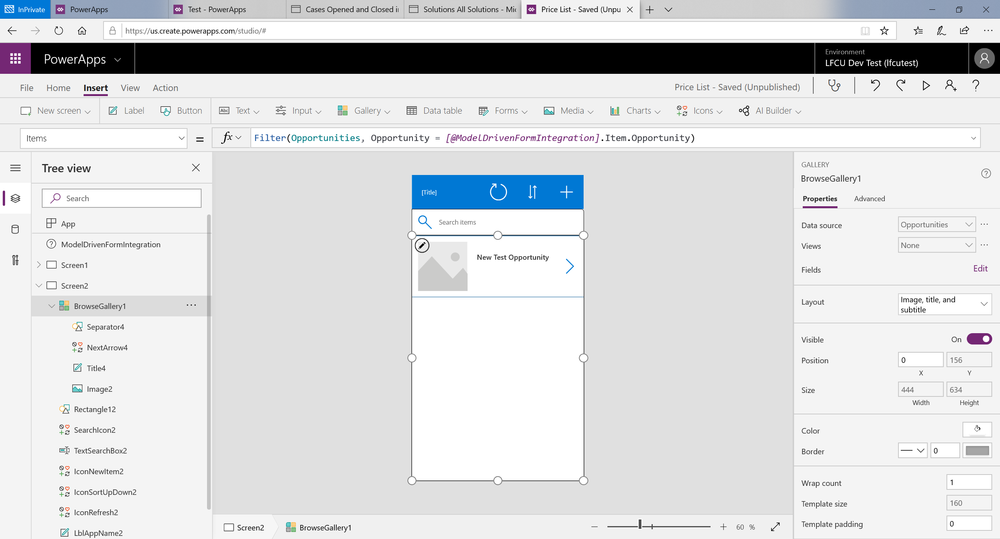 InPrivate PowerApps Test - PowerApps Cases Opened and Closed i Solutions All Solutions - Mi Price List - Saved (Unpu
https://us.create.powerapps.com/studio/#
PowerApps
Environment
LFCU Dev Test (lfcutest)
File Home Insert View Action
Price List - Saved (Unpublished)
New screen Label Button Text Input Gallery Data table Forms Media Charts Icons AI Builder
Abc
Items = fx Filter(Opportunities, Opportunity = [@ModelDrivenFormIntegration].Item.Opportunity)
Tree view
Search
App
ModelDrivenFormIntegration
Screen1
Screen2
BrowseGallery1
Separator4
NextArrow4
Title4
Image2
Rectangle12
SearchIcon2
TextSearchBox2
IconNewItem2
IconSortUpDown2
IconRefresh2
LblAppName2
[Title]
Search items
New Test Opportunity
Screen2 BrowseGallery1
60 %
GALLERY
BrowseGallery1
Properties Advanced
Data source Opportunities
Views None
Fields Edit
Layout Image, title, and
subtitle
Visible On
Position 0 156
X Y
Size 444 634
Width Height
Color
Border 0
Wrap count 1
Template size 160
Template padding 0